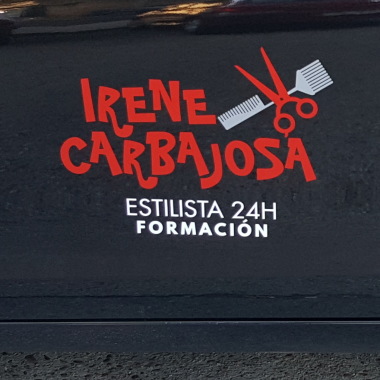 IRENE
CARBAJOSA
ESTILISTA 24H
FORMACIÓN